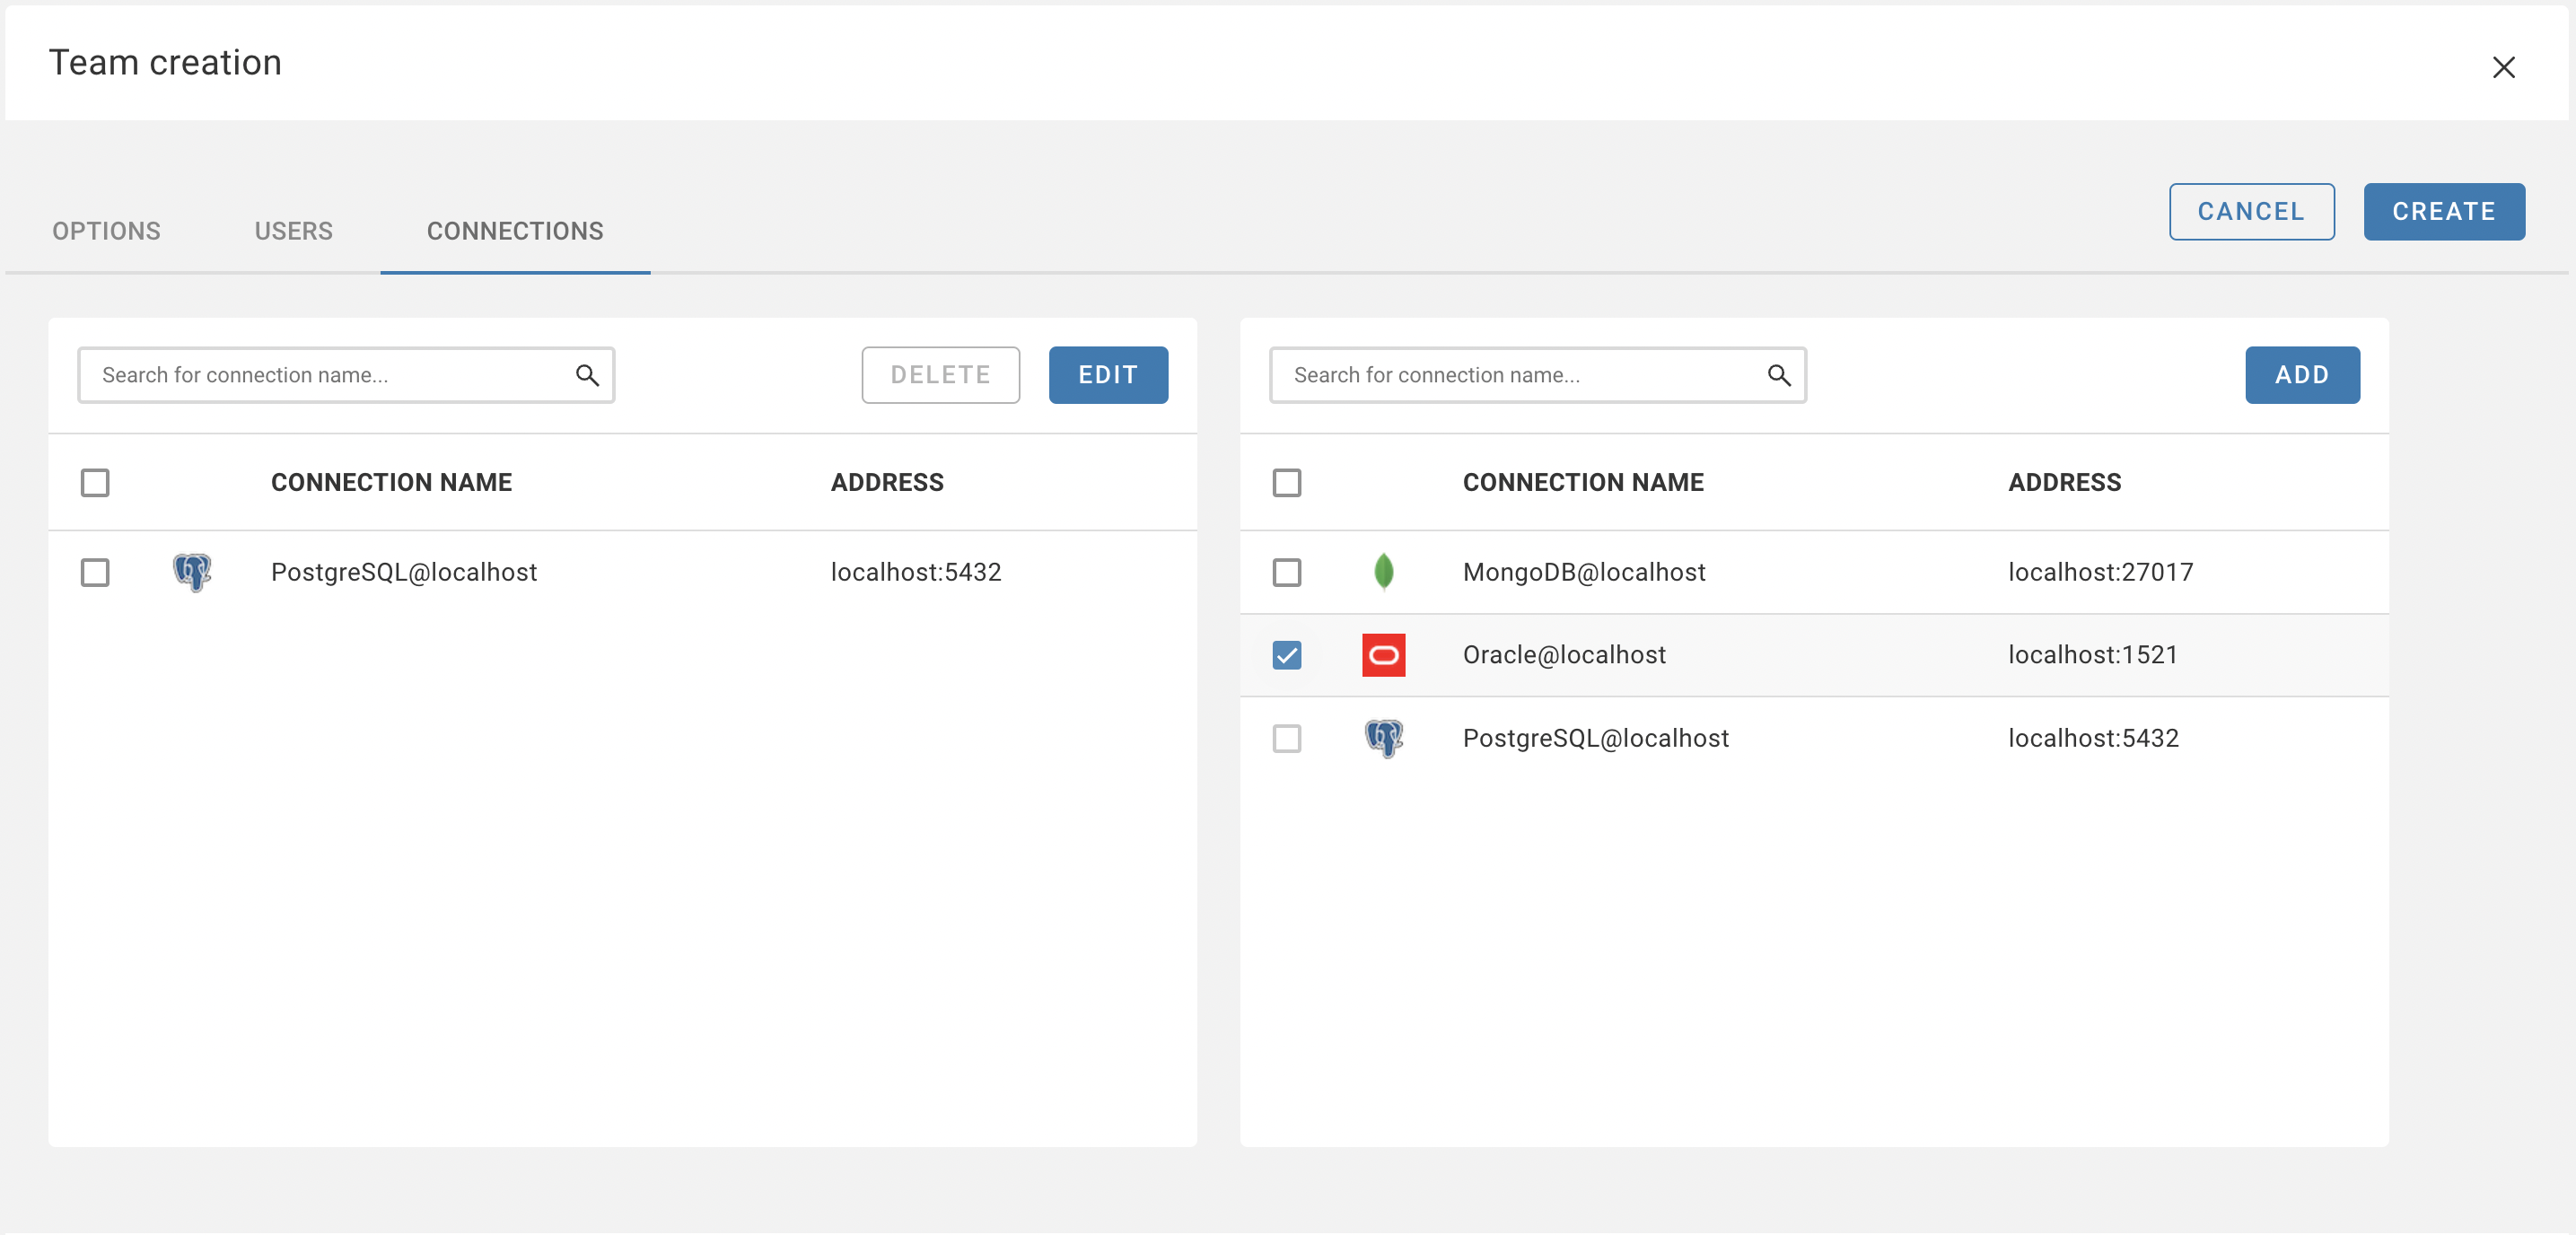 Team creation
OPTIONS USERS CONNECTIONS CANCEL CREATE
Search for connection name... DELETE EDIT
CONNECTION NAME ADDRESS
PostgreSQL@localhost localhost:5432
Search for connection name... ADD
CONNECTION NAME ADDRESS
MongoDB@localhost localhost:27017
Oracle@localhost localhost:1521
PostgreSQL@localhost localhost:5432